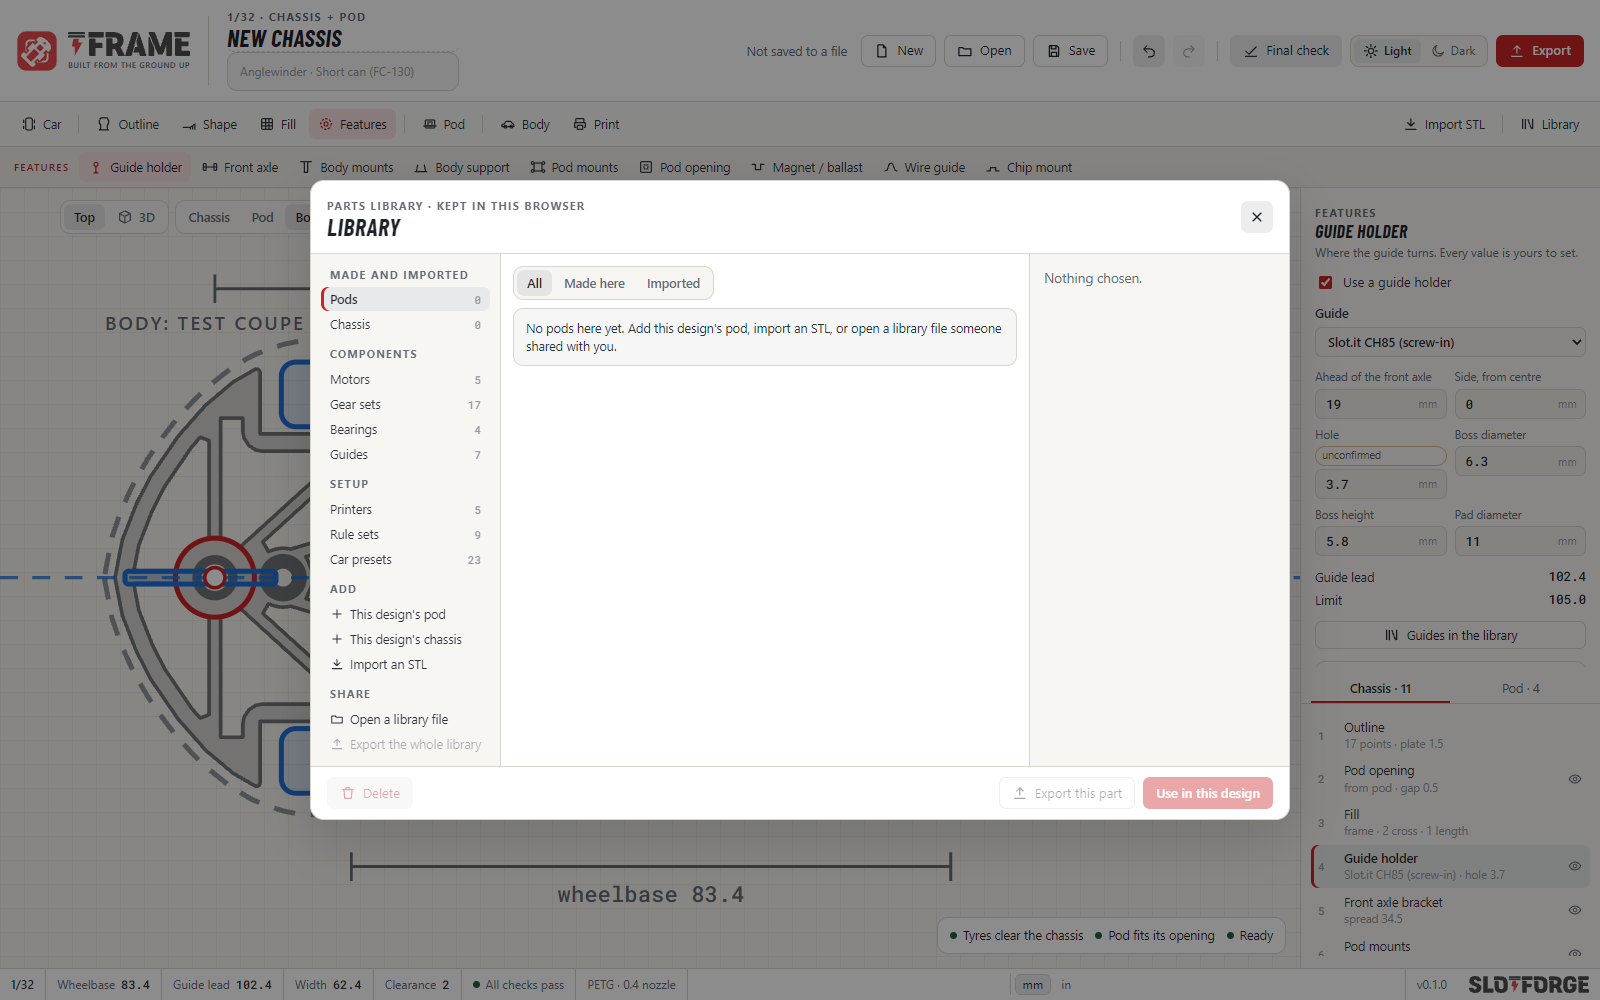 FRAME
BUILT FROM THE GROUND UP
1/32 · CHASSIS + POD
NEW CHASSIS
Anglewinder · Short can (FC-130)
Not saved to a file
New
Open
Save
Final check
Light
Dark
Export
Car
Outline
Shape
Fill
Features
Pod
Body
Print
Import STL
Library
FEATURES
Guide holder
Front axle
Body mounts
Body support
Pod mounts
Pod opening
Magnet / ballast
Wire guide
Chip mount
Top
3D
Chassis
Pod
Bo
BODY: TEST COUPE
wheelbase 83.4
PARTS LIBRARY · KEPT IN THIS BROWSER
LIBRARY
MADE AND IMPORTED
Pods 0
Chassis 0
COMPONENTS
Motors 5
Gear sets 17
Bearings 4
Guides 7
SETUP
Printers 5
Rule sets 9
Car presets 23
ADD
This design's pod
This design's chassis
Import an STL
SHARE
Open a library file
Export the whole library
All
Made here
Imported
No pods here yet. Add this design's pod, import an STL, or open a library file someone
shared with you.
Nothing chosen.
Delete
Export this part
Use in this design
FEATURES
GUIDE HOLDER
Where the guide turns. Every value is yours to set.
Use a guide holder
Guide
Slot.it CH85 (screw-in)
Ahead of the front axle
19 mm
Side, from centre
0 mm
Hole
unconfirmed
3.7 mm
Boss diameter
6.3 mm
Boss height
5.8 mm
Pad diameter
11 mm
Guide lead 102.4
Limit 105.0
Guides in the library
Chassis · 11
Pod · 4
1 Outline
17 points · plate 1.5
2 Pod opening
from pod · gap 0.5
3 Fill
frame · 2 cross · 1 length
4 Guide holder
Slot.it CH85 (screw-in) · hole 3.7
5 Front axle bracket
spread 34.5
6 Pod mounts
Tyres clear the chassis
Pod fits its opening
Ready
1/32
Wheelbase 83.4
Guide lead 102.4
Width 62.4
Clearance 2
All checks pass
PETG · 0.4 nozzle
mm
in
v0.1.0
SLOTFORGE